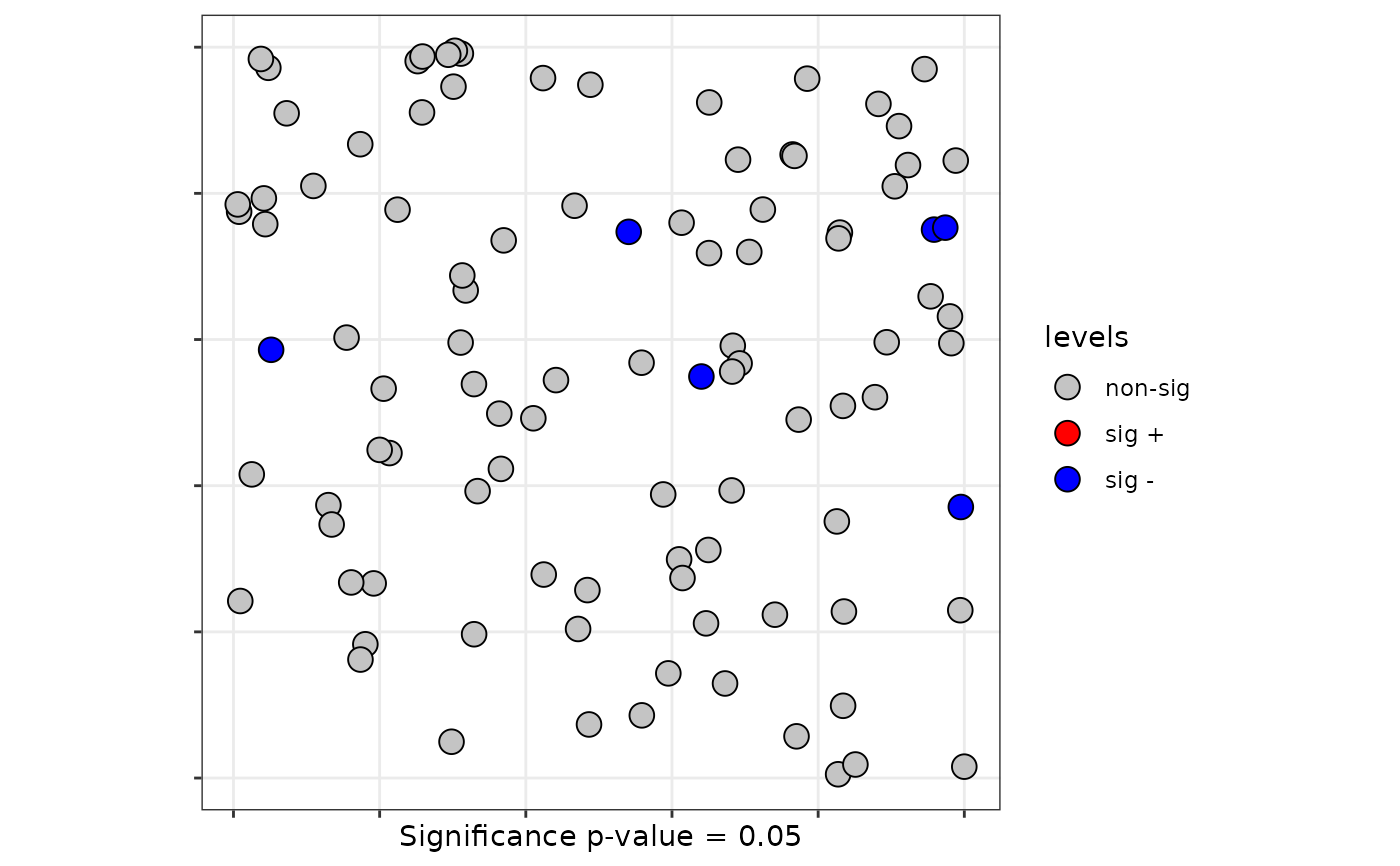 levels
non-sig
sig +
sig -
Significance p-value = 0.05